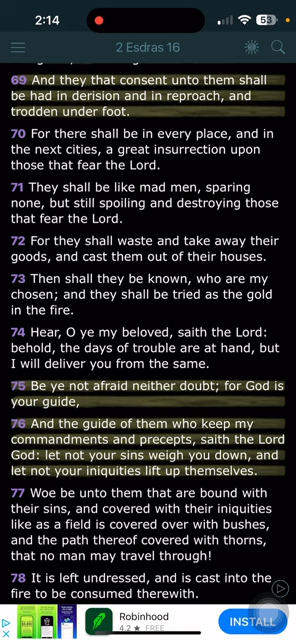 2:14
53
2 Esdras 16
69 And they that consent unto them shall
be had in derision and in reproach, and
trodden under foot.
70 For there shall be in every place, and in
the next cities, a great insurrection upon
those that fear the Lord.
71 They shall be like mad men, sparing
none, but still spoiling and destroying those
that fear the Lord.
72 For they shall waste and take away their
goods, and cast them out of their houses.
73 Then shall they be known, who are my
chosen; and they shall be tried as the gold
in the fire.
74 Hear, O ye my beloved, saith the Lord:
behold, the days of trouble are at hand, but
I will deliver you from the same.
75 Be ye not afraid neither doubt; for God is
your guide,
76 And the guide of them who keep my
commandments and precepts, saith the Lord
God: let not your sins weigh you down, and
let not your iniquities lift up themselves.
77 Woe be unto them that are bound with
their sins, and covered with their iniquities
like as a field is covered over with bushes,
and the path thereof covered with thorns,
that no man may travel through!
78 It is left undressed, and is cast into the
fire to be consumed therewith.
Robinhood
4.2 ★ FREE
INSTALL